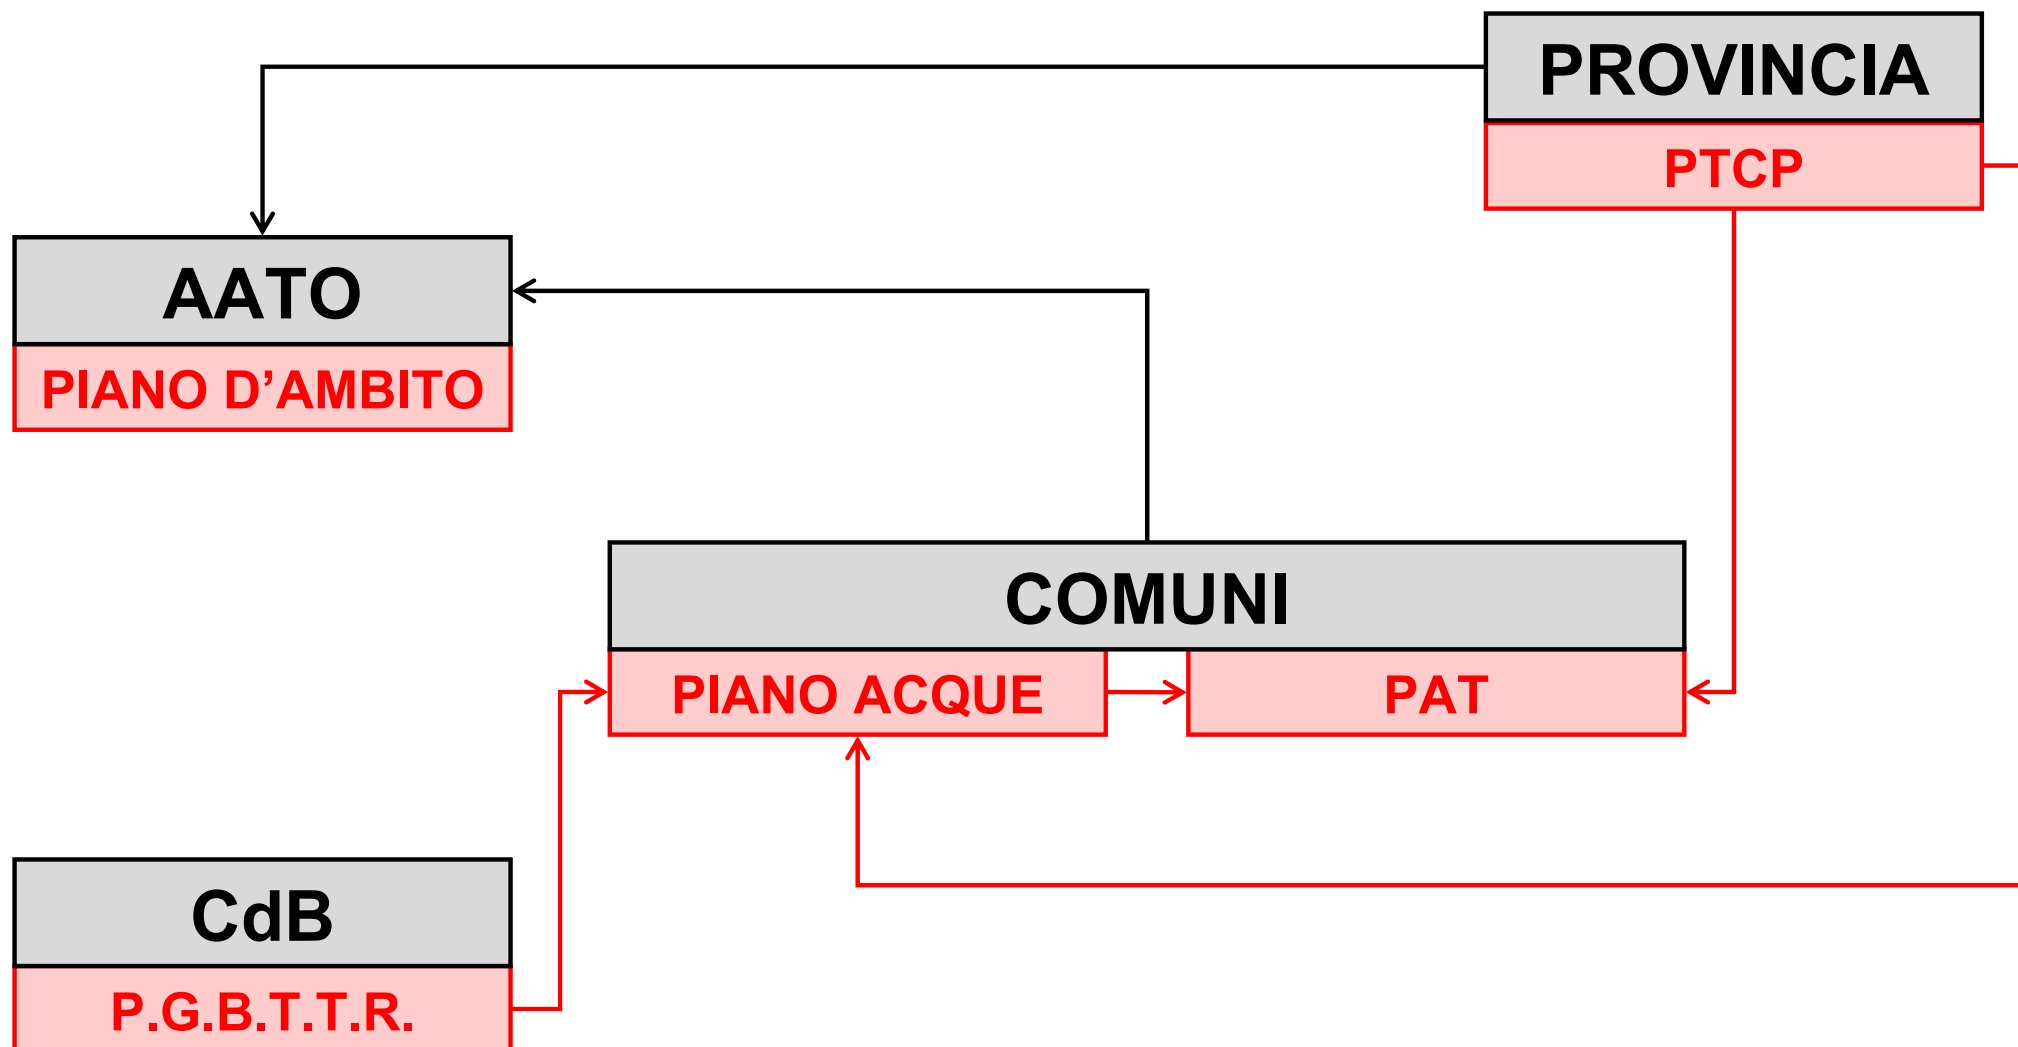 PROVINCIA
PTCP
AATO
PIANO D’AMBITO
COMUNI
PIANO ACQUE
PAT
CdB
P.G.B.T.T.R.